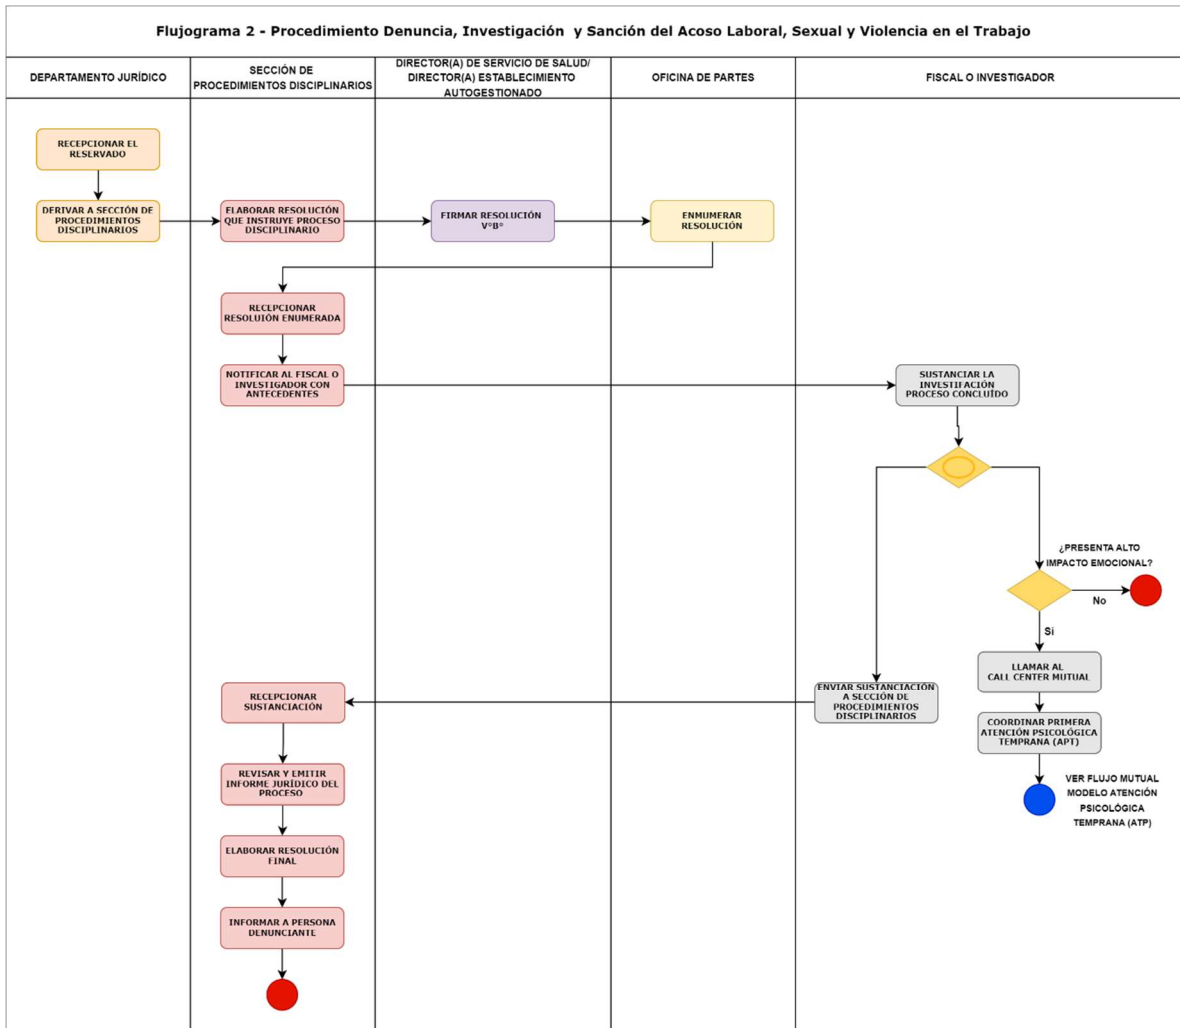 Flujograma 2 - Procedimiento Denuncia, Investigación y Sanción del Acoso Laboral, Sexual y Violencia en el Trabajo
DEPARTAMENTO JURÍDICO
SECCIÓN DE
PROCEDIMIENTOS DISCIPLINARIOS
DIRECTOR(A) DE SERVICIO DE SALUD/
DIRECTOR(A) ESTABLECIMIENTO
AUTOGESTIONADO
OFICINA DE PARTES
FISCAL O INVESTIGADOR
RECEPCIONAR EL
RESERVADO
DERIVAR A SECCIÓN DE
PROCEDIMIENTOS
DISCIPLINARIOS
ELABORAR RESOLUCIÓN
QUE INSTRUYE PROCESO
DISCIPLINARIO
FIRMAR RESOLUCIÓN
V°B°
ENMUMERAR
RESOLUCIÓN
RECEPCIONAR
RESOLUIÓN ENUMERADA
NOTIFICAR AL FISCAL O
INVESTIGADOR CON
ANTECEDENTES
SUSTANCIAR LA
INVESTIFACIÓN
PROCESO CONCLUÍDO
¿PRESENTA ALTO
IMPACTO EMOCIONAL?
No
Si
LLAMAR AL
CALL CENTER MUTUAL
ENVIAR SUSTANCIACIÓN
A SECCIÓN DE
PROCEDIMIENTOS
DISCIPLINARIOS
RECEPCIONAR
SUSTANCIACIÓN
COORDINAR PRIMERA
ATENCIÓN PSICOLÓGICA
TEMPRANA (APT)
REVISAR Y EMITIR
INFORME JURÍDICO DEL
PROCESO
VER FLUJO MUTUAL
MODELO ATENCIÓN
PSICOLÓGICA
TEMPRANA (ATP)
ELABORAR RESOLUCIÓN
FINAL
INFORMAR A PERSONA
DENUNCIANTE